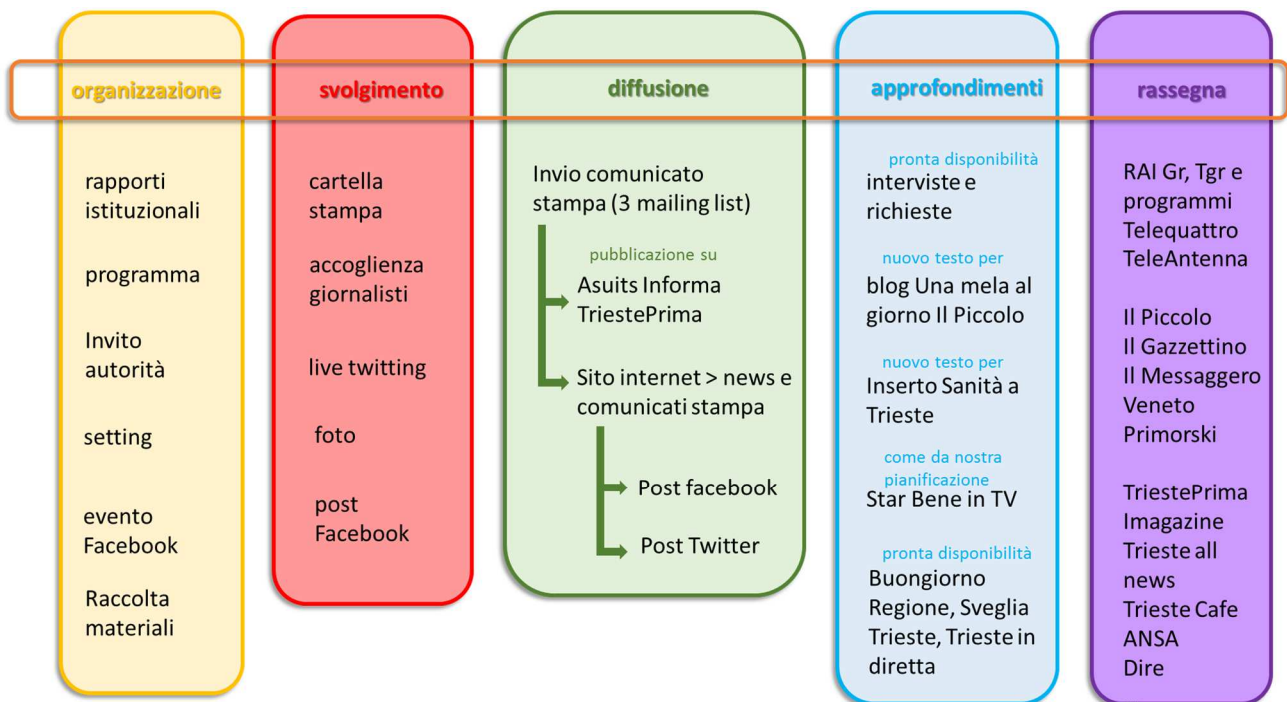 organizzazione
rapporti
istituzionali
programma
Invito
autorità
setting
evento
Facebook
Raccolta
materiali
svolgimento
cartella
stampa
accoglienza
giornalisti
live twitting
foto
post
Facebook
diffusione
Invio comunicato
stampa (3 mailing list)
pubblicazione su
Asuits Informa
TriestePrima
Sito internet > news e
comunicati stampa
Post facebook
Post Twitter
approfondimenti
pronta disponibilità
interviste e
richieste
nuovo testo per
blog Una mela al
giorno Il Piccolo
nuovo testo per
Inserto Sanità a
Trieste
come da nostra
pianificazione
Star Bene in TV
pronta disponibilità
Buongiorno
Regione, Sveglia
Trieste, Trieste in
diretta
rassegna
RAI Gr, Tgr e
programmi
Telequattro
TeleAntenna
Il Piccolo
Il Gazzettino
Il Messaggero
Veneto
Primorski
TriestePrima
Imagazine
Trieste all
news
Trieste Cafe
ANSA
Dire